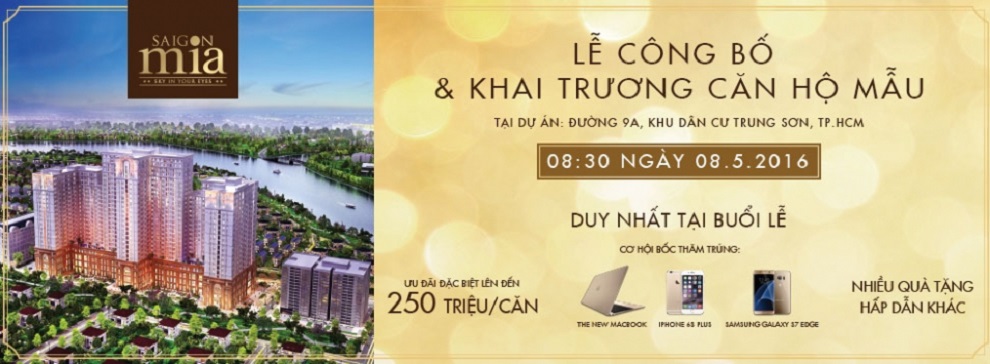 SAIGON
mia
SKY IN YOUR EYES
LỄ CÔNG BỐ
& KHAI TRƯƠNG CĂN HỘ MẪU
TẠI DỰ ÁN: ĐƯỜNG 9A, KHU DÂN CƯ TRUNG SƠN, TP.HCM
08:30 NGÀY 08.5.2016
DUY NHẤT TẠI BUỔI LỄ
CƠ HỘI BỐC THĂM TRÚNG:
ƯU ĐÃI ĐẶC BIỆT LÊN ĐẾN
250 TRIỆU/CĂN
THE NEW MACBOOK
IPHONE 6S PLUS
SAMSUNG GALAXY S7 EDGE
NHIỀU QUÀ TẶNG
HẤP DẪN KHÁC